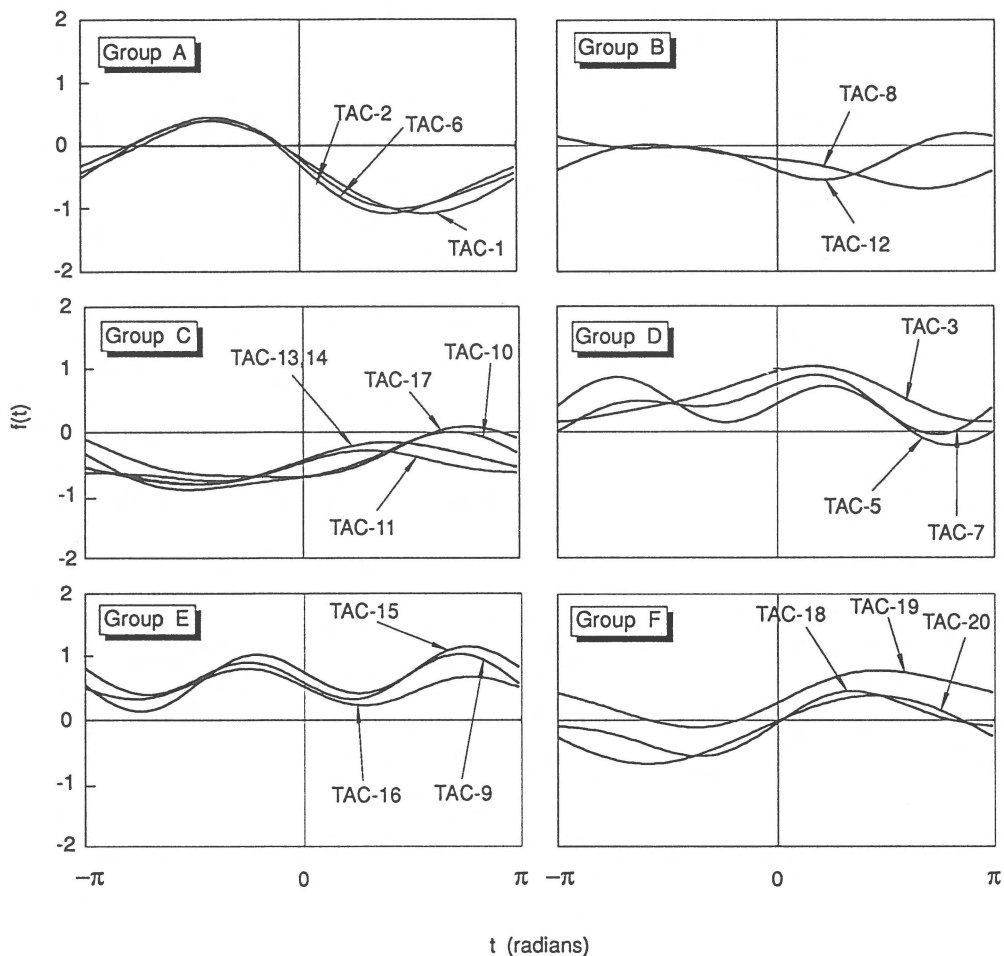 Group A
TAC-2
TAC-6
TAC-1
2
1
0
-1
-2
Group B
TAC-8
TAC-12
Group C
TAC-13,14
TAC-17
TAC-10
TAC-11
2
1
0
-1
-2
f(t)
Group D
TAC-3
TAC-5
TAC-7
Group E
TAC-15
TAC-16
TAC-9
2
1
0
-1
-2
−π
0
π
Group F
TAC-18
TAC-19
TAC-20
−π
0
π
t (radians)